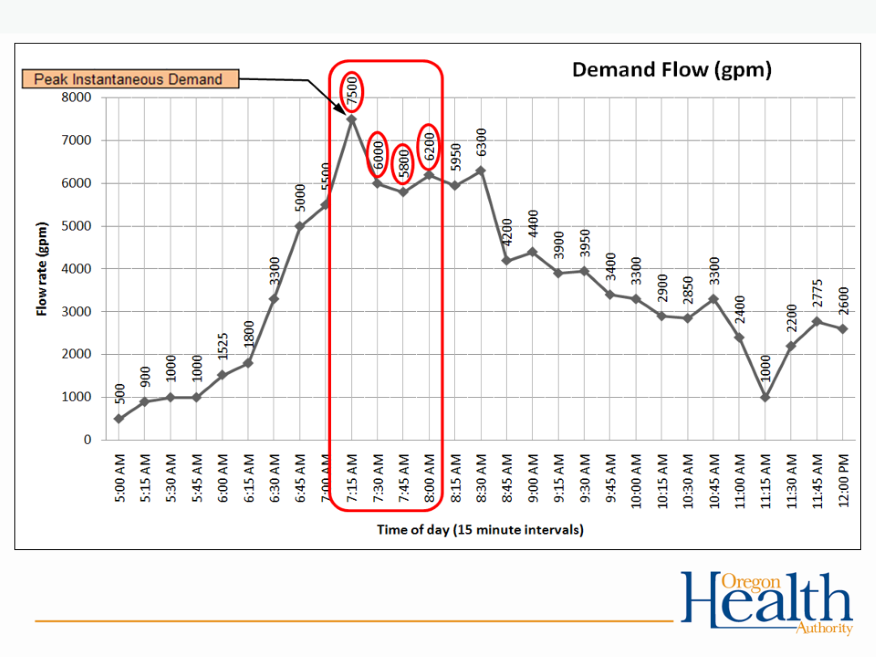 Demand Flow (gpm)
Peak Instantaneous Demand
8000
7000
6000
5000
4000
3000
2000
1000
0
Flow rate (gpm)
500
900
1000
1000
1525
1800
3300
5000
5500
7500
6000
5800
6200
5950
6300
4200
4400
3900
3950
3400
3300
2900
2850
3300
2400
1000
2200
2775
2600
5:00 AM
5:15 AM
5:30 AM
5:45 AM
6:00 AM
6:15 AM
6:30 AM
6:45 AM
7:00 AM
7:15 AM
7:30 AM
7:45 AM
8:00 AM
8:15 AM
8:30 AM
8:45 AM
9:00 AM
9:15 AM
9:30 AM
9:45 AM
10:00 AM
10:15 AM
10:30 AM
10:45 AM
11:00 AM
11:15 AM
11:30 AM
11:45 AM
12:00 PM
Time of day (15 minute intervals)
Oregon
Health
Authority